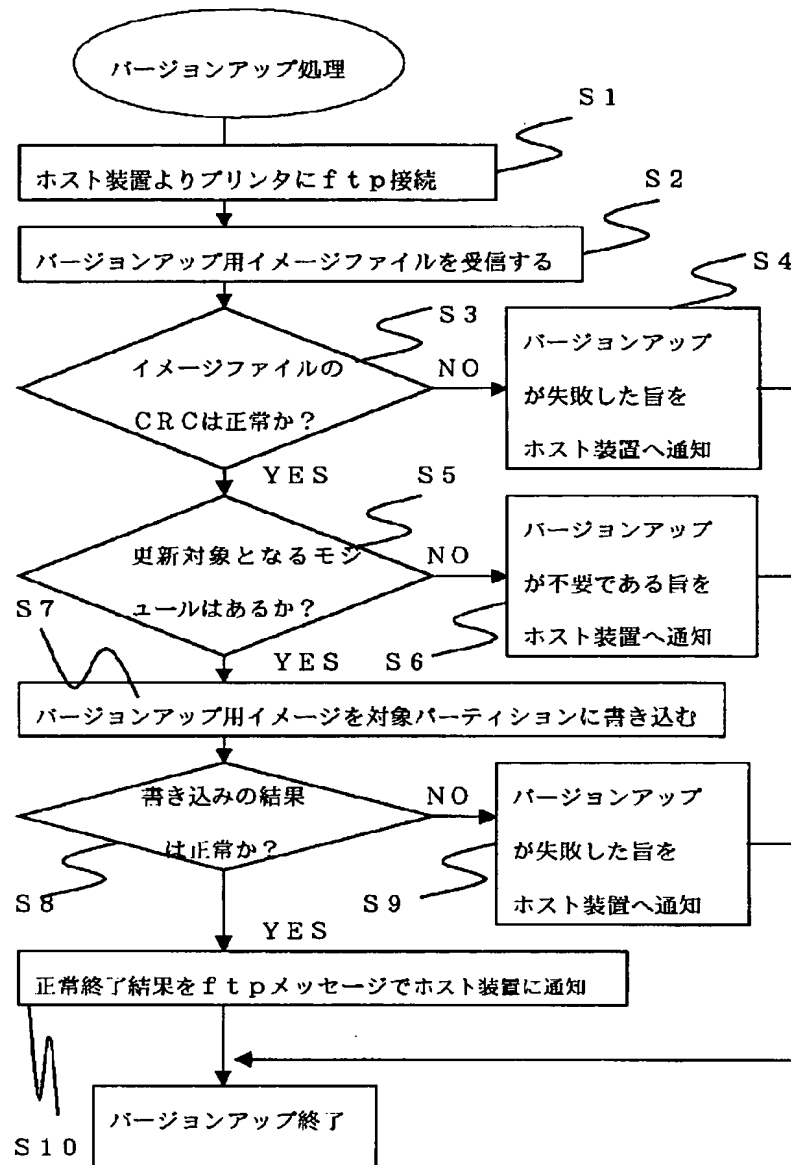 バージョンアップ処理
S1
ホスト装置よりプリンタにftp接続
S2
バージョンアップ用イメージファイルを受信する
S3
イメージファイルの
CRCは正常か？
NO
S4
バージョンアップ
が失敗した旨を
ホスト装置へ通知
YES
S5
更新対象となるモジ
ュールはあるか？
NO
バージョンアップ
が不要である旨を
ホスト装置へ通知
S6
S7
YES
バージョンアップ用イメージを対象パーティションに書き込む
書き込みの結果
は正常か？
S8
NO
バージョンアップ
が失敗した旨を
ホスト装置へ通知
S9
YES
正常終了結果をftpメッセージでホスト装置に通知
S10
バージョンアップ終了